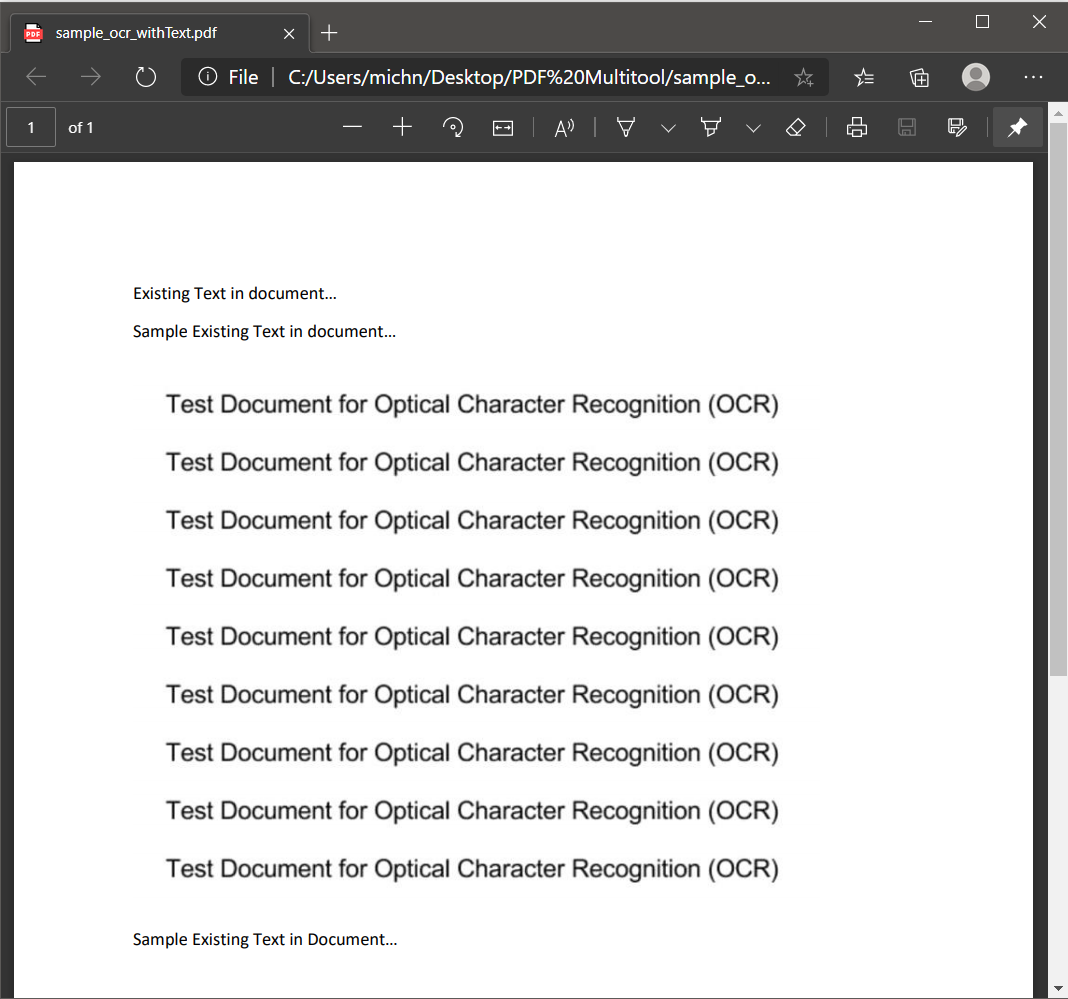 sample_ocr_withText.pdf
File C:/Users/michn/Desktop/PDF%20Multitool/sample_o...
1 of 1
Existing Text in document...
Sample Existing Text in document...
Test Document for Optical Character Recognition (OCR)
Test Document for Optical Character Recognition (OCR)
Test Document for Optical Character Recognition (OCR)
Test Document for Optical Character Recognition (OCR)
Test Document for Optical Character Recognition (OCR)
Test Document for Optical Character Recognition (OCR)
Test Document for Optical Character Recognition (OCR)
Test Document for Optical Character Recognition (OCR)
Test Document for Optical Character Recognition (OCR)
Sample Existing Text in Document...